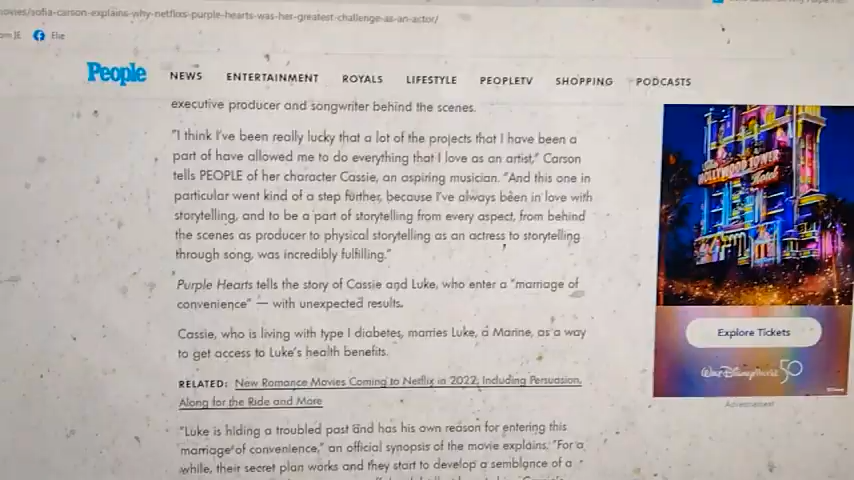 ovies/sofia-carson-explains-why-netflixs-purple-hearts-was-her-greatest-challenge-as-an-actor/
om JE Elie
People NEWS ENTERTAINMENT ROYALS LIFESTYLE PEOPLETV SHOPPING PODCASTS
executive producer and songwriter behind the scenes.
"I think I've been really lucky that a lot of the projects that I have been a
part of have allowed me to do everything that I love as an artist," Carson
tells PEOPLE of her character Cassie, an aspiring musician. "And this one in
particular went kind of a step further, because I've always been in love with
storytelling, and to be a part of storytelling from every aspect, from behind
the scenes as producer to physical storytelling as an actress to storytelling
through song, was incredibly fulfilling."
Purple Hearts tells the story of Cassie and Luke, who enter a "marriage of
convenience" — with unexpected results.
Cassie, who is living with type 1 diabetes, marries Luke, a Marine, as a way
to get access to Luke's health benefits.
RELATED: New Romance Movies Coming to Netflix in 2022, Including Persuasion,
Along for the Ride and More
"Luke is hiding a troubled past and has his own reason for entering this
marriage of convenience," an official synopsis of the movie explains. "For a
while, their secret plan works and they start to develop a semblance of a
HOLLYWOOD TOWER
Hotel
Explore Tickets
Walt Disney World 50
Advertisement